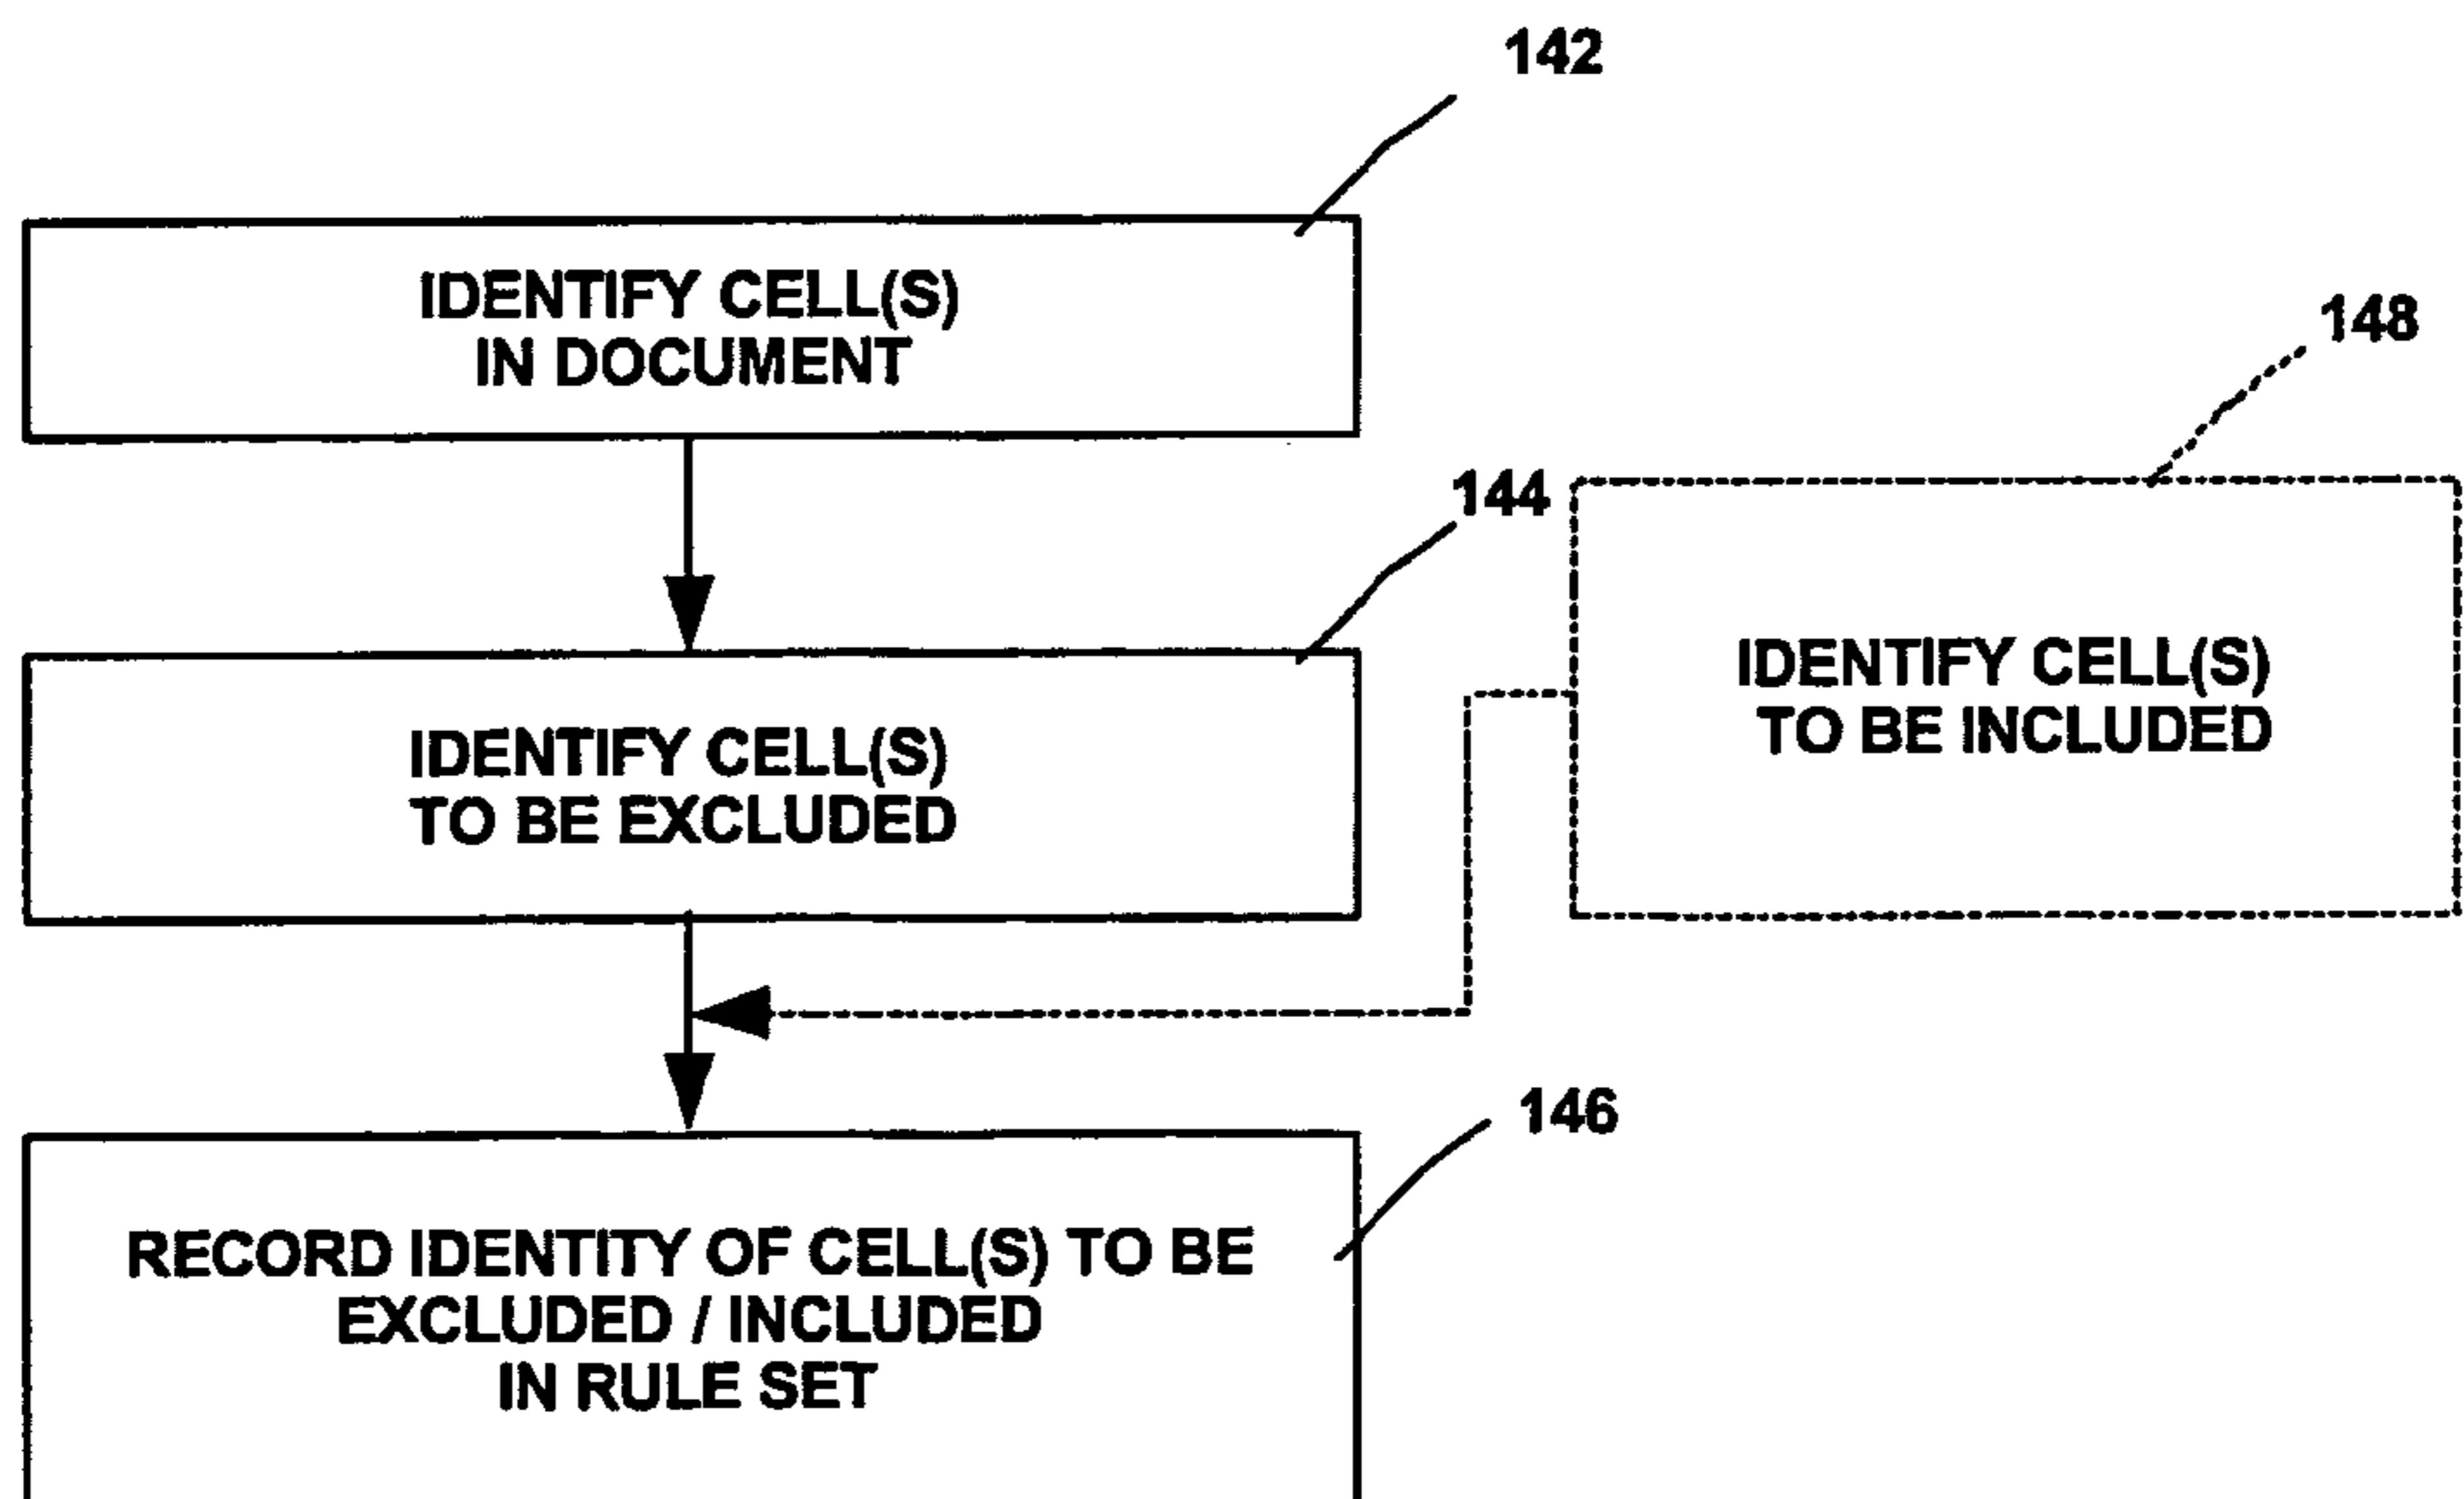 142
IDENTIFY CELL(S)
IN DOCUMENT
148
144
IDENTIFY CELL(S)
TO BE INCLUDED
IDENTIFY CELL(S)
TO BE EXCLUDED
146
RECORD IDENTITY OF CELL(S) TO BE
EXCLUDED / INCLUDED
IN RULE SET